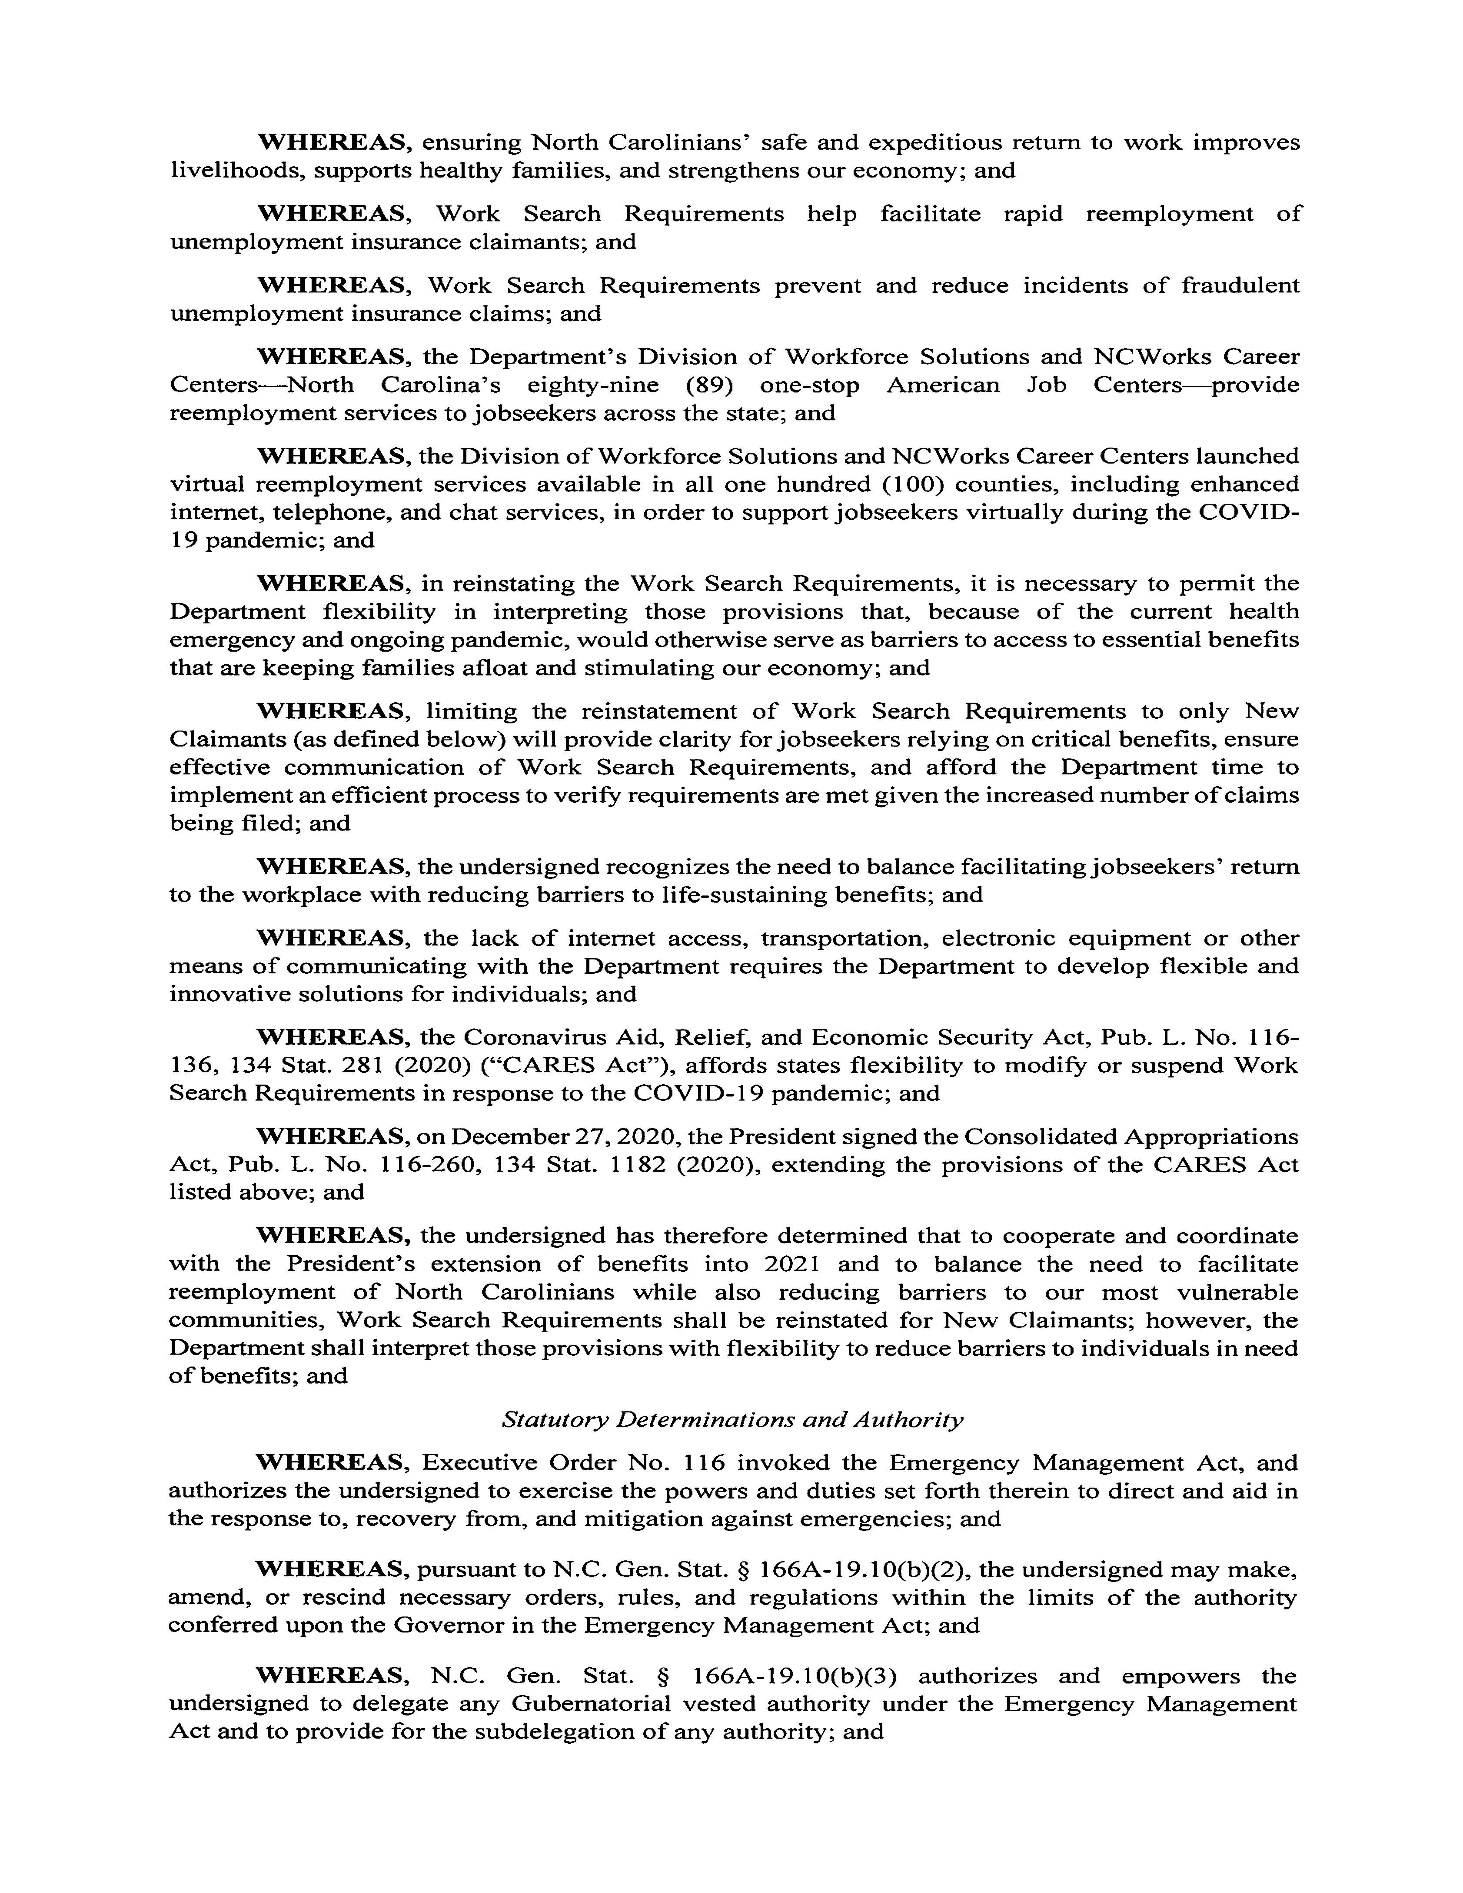 WHEREAS, ensuring North Carolinians’ safe and expeditious return to work improves
livelihoods, supports healthy families, and strengthens our economy; and
WHEREAS, Work Search Requirements help facilitate rapid reemployment of
unemployment insurance claimants; and
WHEREAS, Work Search Requirements prevent and reduce incidents of fraudulent
unemployment insurance claims; and
WHEREAS, the Department’s Division of Workforce Solutions and NCWorks Career
Centers—North Carolina’s eighty-nine (89) one-stop American Job Centers—provide
reemployment services to jobseekers across the state; and
WHEREAS, the Division of Workforce Solutions and NCWorks Career Centers launched
virtual reemployment services available in all one hundred (100) counties, including enhanced
internet, telephone, and chat services, in order to support jobseekers virtually during the COVID-
19 pandemic; and
WHEREAS, in reinstating the Work Search Requirements, it is necessary to permit the
Department flexibility in interpreting those provisions that, because of the current health
emergency and ongoing pandemic, would otherwise serve as barriers to access to essential benefits
that are keeping families afloat and stimulating our economy; and
WHEREAS, limiting the reinstatement of Work Search Requirements to only New
Claimants (as defined below) will provide clarity for jobseekers relying on critical benefits, ensure
effective communication of Work Search Requirements, and afford the Department time to
implement an efficient process to verify requirements are met given the increased number of claims
being filed; and
WHEREAS, the undersigned recognizes the need to balance facilitating jobseekers’ return
to the workplace with reducing barriers to life-sustaining benefits; and
WHEREAS, the lack of internet access, transportation, electronic equipment or other
means of communicating with the Department requires the Department to develop flexible and
innovative solutions for individuals; and
WHEREAS, the Coronavirus Aid, Relief, and Economic Security Act, Pub. L. No. 116-
136, 134 Stat. 281 (2020) (“CARES Act”), affords states flexibility to modify or suspend Work
Search Requirements in response to the COVID-19 pandemic; and
WHEREAS, on December 27, 2020, the President signed the Consolidated Appropriations
Act, Pub. L. No. 116-260, 134 Stat. 1182 (2020), extending the provisions of the CARES Act
listed above; and
WHEREAS, the undersigned has therefore determined that to cooperate and coordinate
with the President’s extension of benefits into 2021 and to balance the need to facilitate
reemployment of North Carolinians while also reducing barriers to our most vulnerable
communities, Work Search Requirements shall be reinstated for New Claimants; however, the
Department shall interpret those provisions with flexibility to reduce barriers to individuals in need
of benefits; and
Statutory Determinations and Authority
WHEREAS, Executive Order No. 116 invoked the Emergency Management Act, and
authorizes the undersigned to exercise the powers and duties set forth therein to direct and aid in
the response to, recovery from, and mitigation against emergencies; and
WHEREAS, pursuant to N.C. Gen. Stat. § 166A-19.10(b)(2), the undersigned may make,
amend, or rescind necessary orders, rules, and regulations within the limits of the authority
conferred upon the Governor in the Emergency Management Act; and
WHEREAS, N.C. Gen. Stat. § 166A-19.10(b)(3) authorizes and empowers the
undersigned to delegate any Gubernatorial vested authority under the Emergency Management
Act and to provide for the subdelegation of any authority; and